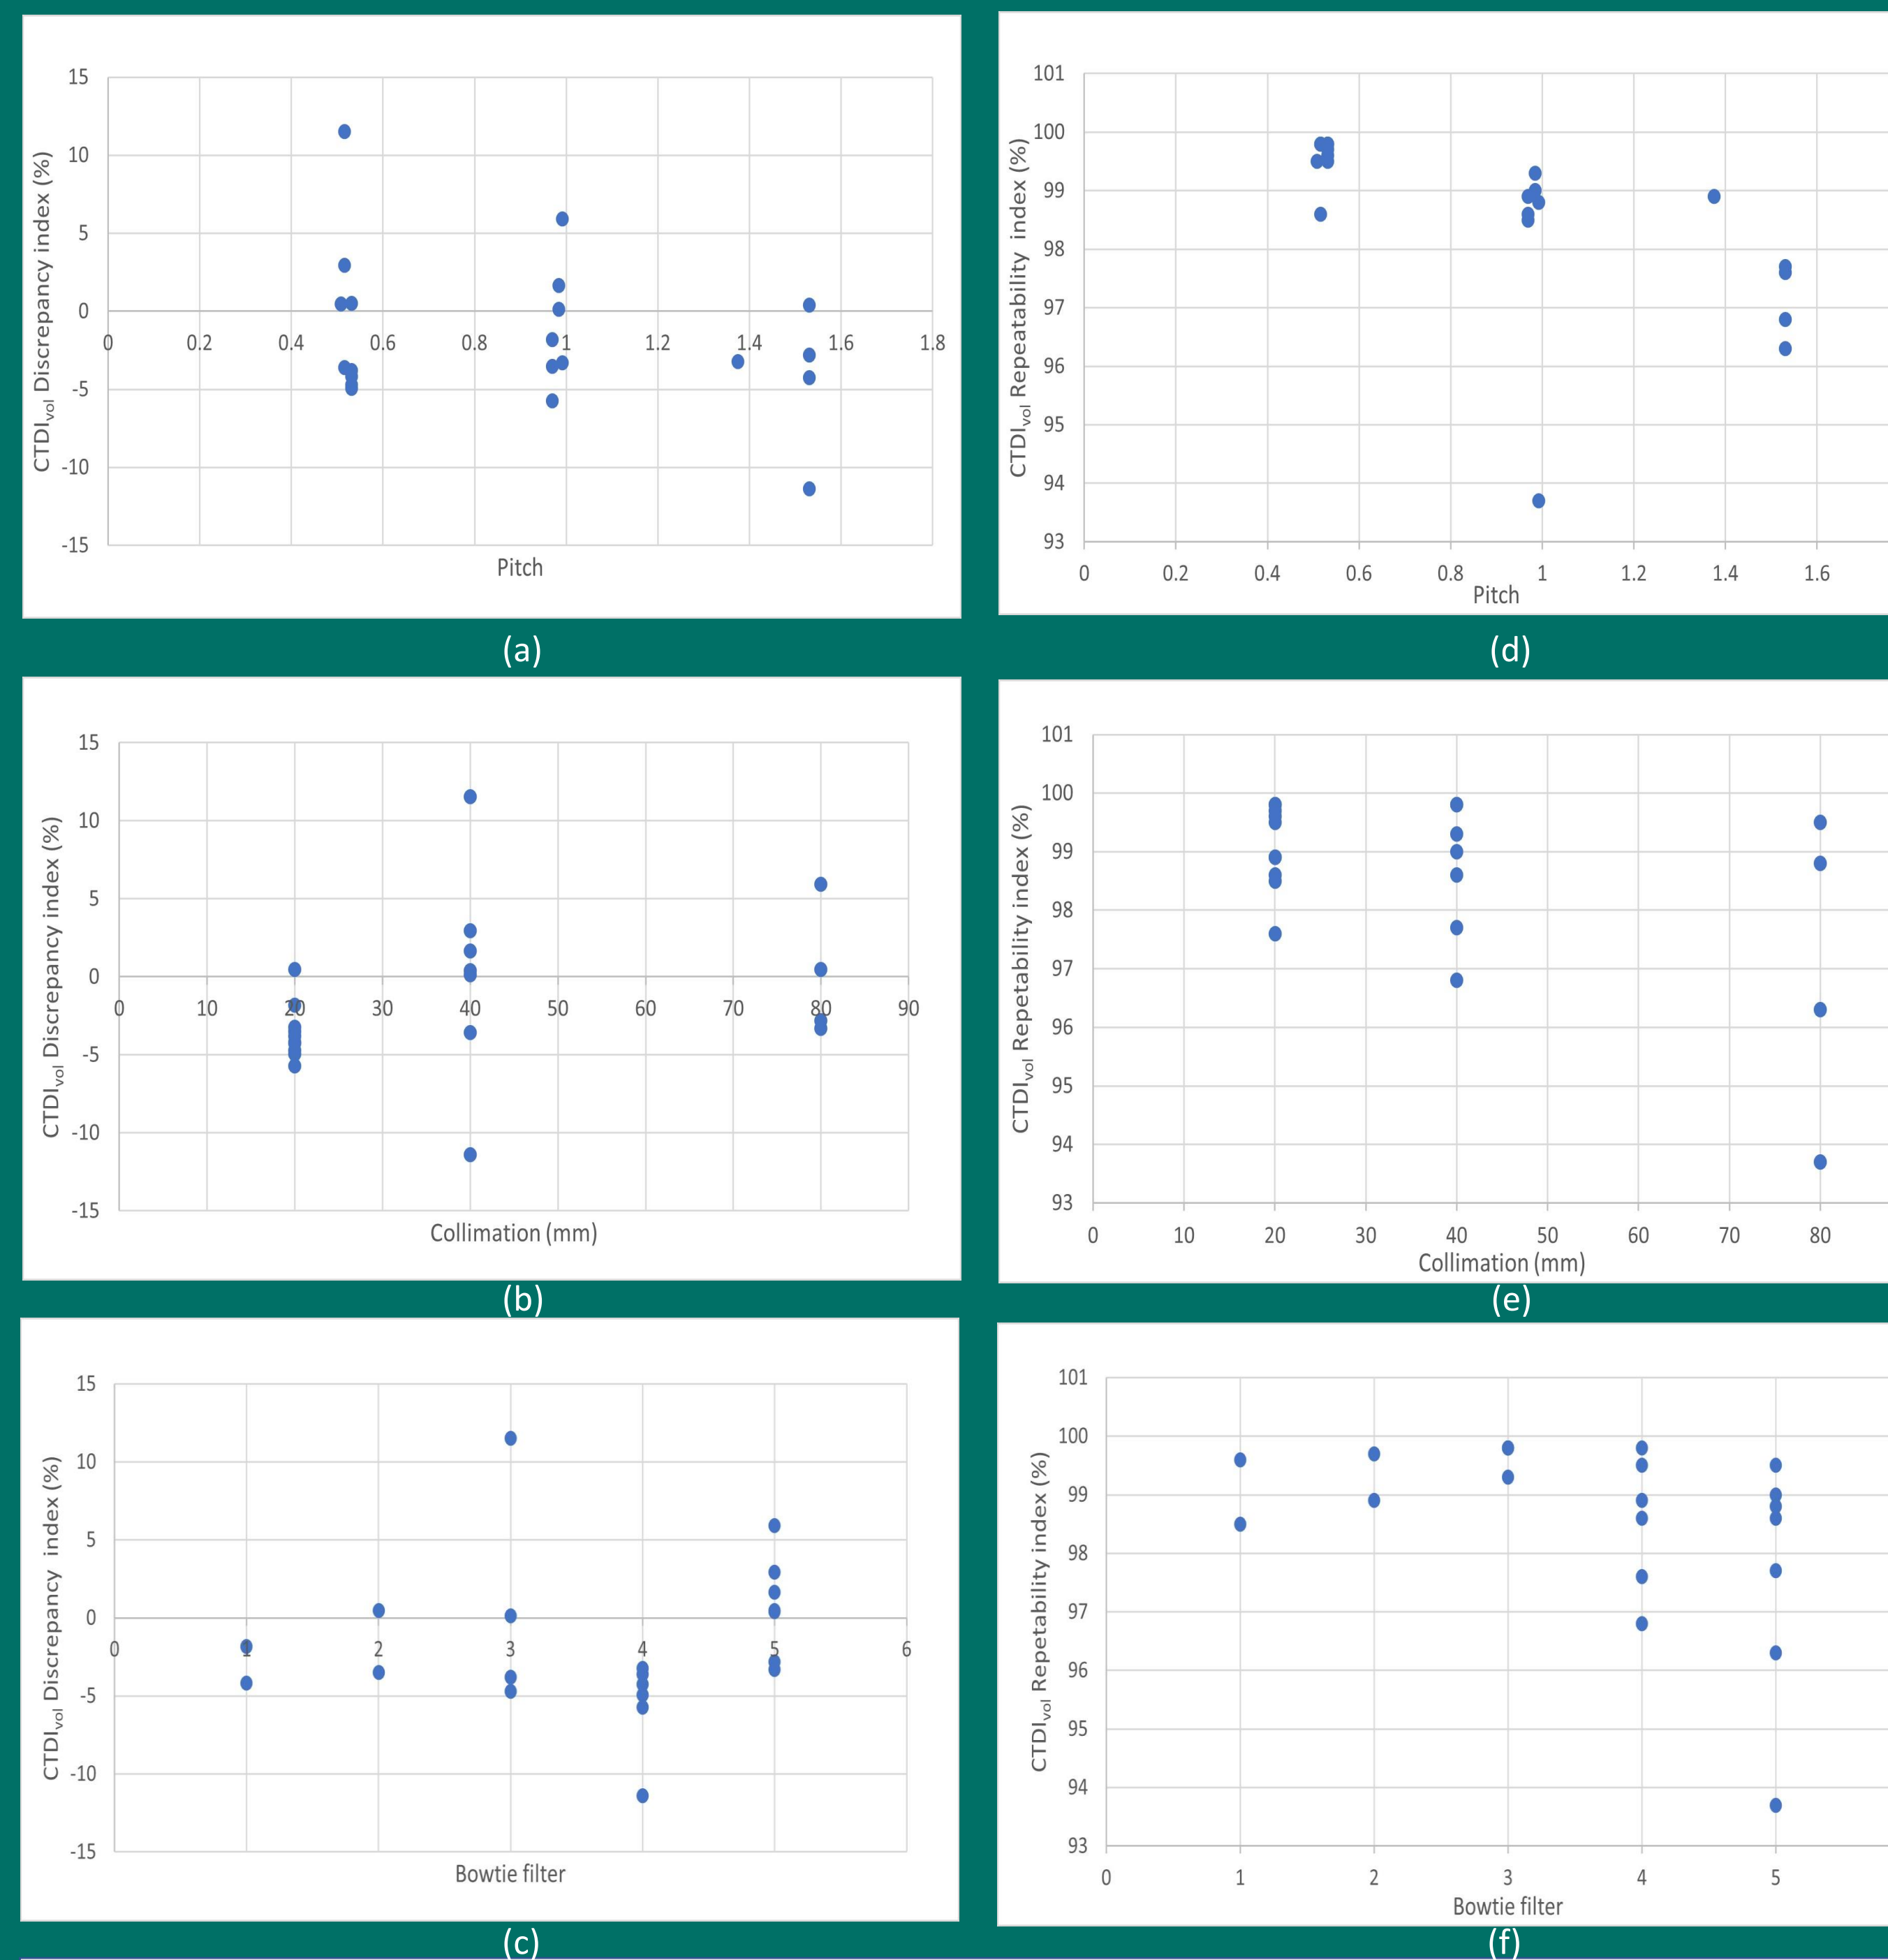 15
10
5
0
-5
-10
-15
0 0.2 0.4 0.6 0.8 1 1.2 1.4 1.6 1.8
CTDIvol Discrepancy index (%)
Pitch
(a)
101
100
99
98
97
96
95
94
93
0 0.2 0.4 0.6 0.8 1 1.2 1.4 1.6
CTDIvol Repeatability index (%)
Pitch
(d)
15
10
5
0
-5
-10
-15
0 10 20 30 40 50 60 70 80 90
CTDIvol Discrepancy index (%)
Collimation (mm)
(b)
101
100
99
98
97
96
95
94
93
0 10 20 30 40 50 60 70 80
CTDIvol Repetability index (%)
Collimation (mm)
(e)
15
10
5
0
-5
-10
-15
0 1 2 3 4 5 6
CTDIvol Discrepancy index (%)
Bowtie filter
(c)
101
100
99
98
97
96
95
94
93
0 1 2 3 4 5
CTDIvol Repetability index (%)
Bowtie filter
(f)